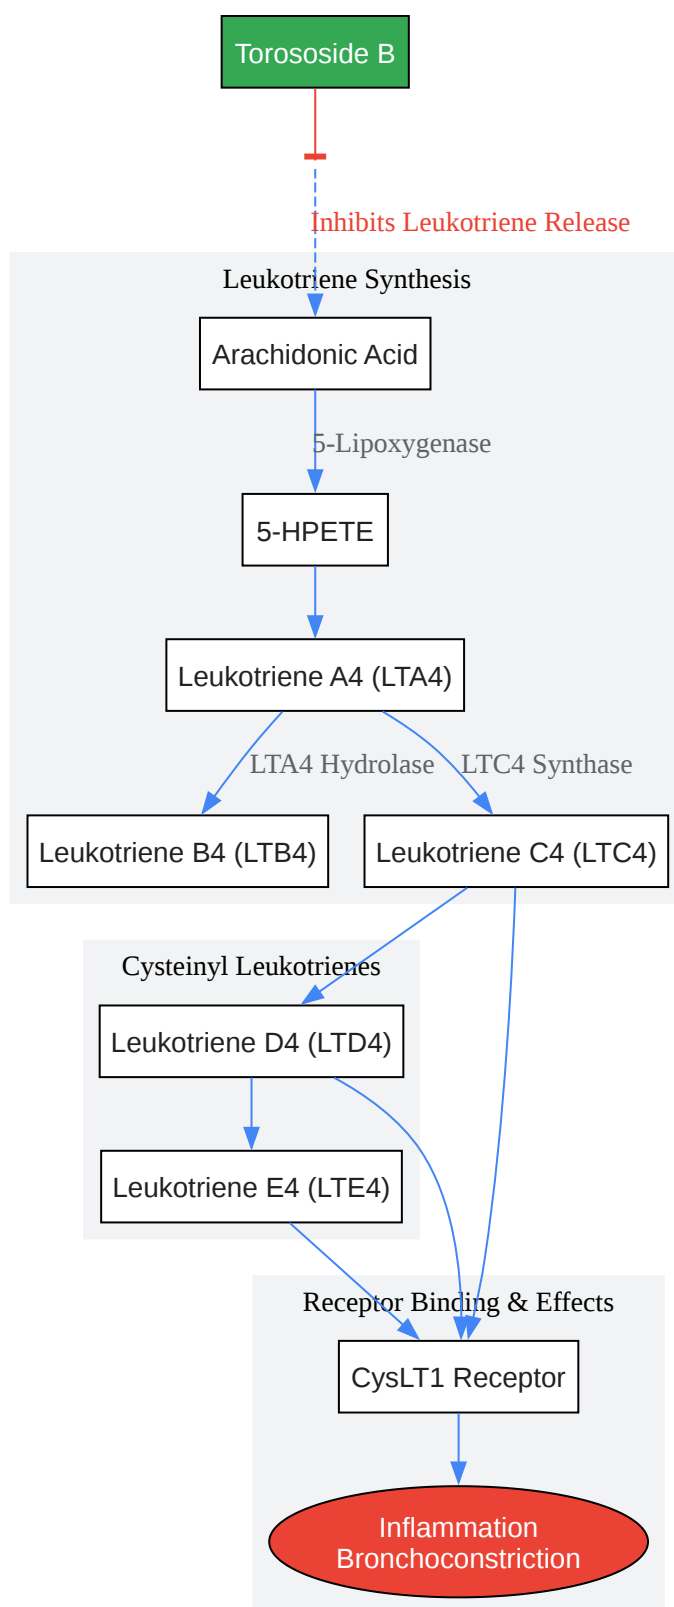 Torososide B
Inhibits Leukotriene Release
Leukotriene Synthesis
Arachidonic Acid
5-Lipoxygenase
5-HPETE
Leukotriene A4 (LTA4)
LTA4 Hydrolase
LTC4 Synthase
Leukotriene B4 (LTB4)
Leukotriene C4 (LTC4)
Cysteinyl Leukotrienes
Leukotriene D4 (LTD4)
Leukotriene E4 (LTE4)
Receptor Binding & Effects
CysLT1 Receptor
Inflammation
Bronchoconstriction